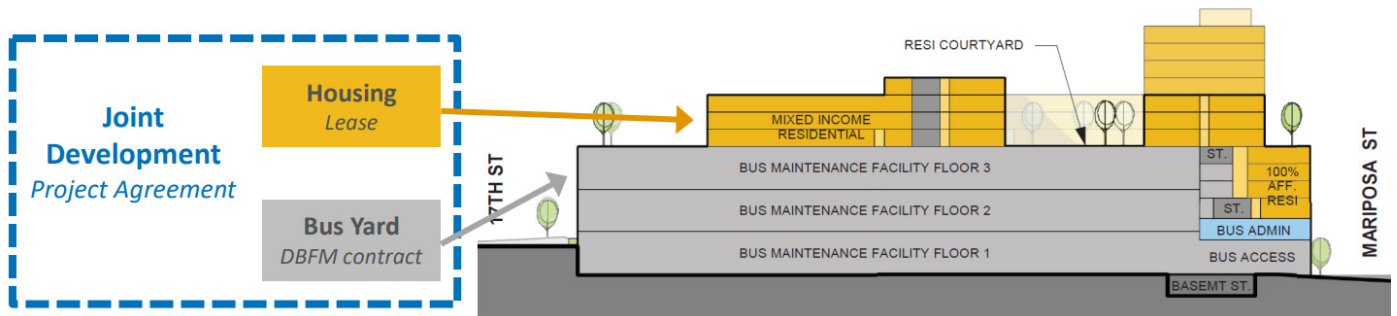 Joint
Development
Project Agreement
Housing
Lease
Bus Yard
DBFM contract
17TH ST
RESI COURTYARD
MIXED INCOME
RESIDENTIAL
BUS MAINTENANCE FACILITY FLOOR 3
BUS MAINTENANCE FACILITY FLOOR 2
BUS MAINTENANCE FACILITY FLOOR 1
ST.
100%
AFF.
RESI
ST.
BUS ADMIN
BUS ACCESS
BASEMT ST.
MARIPOSA ST